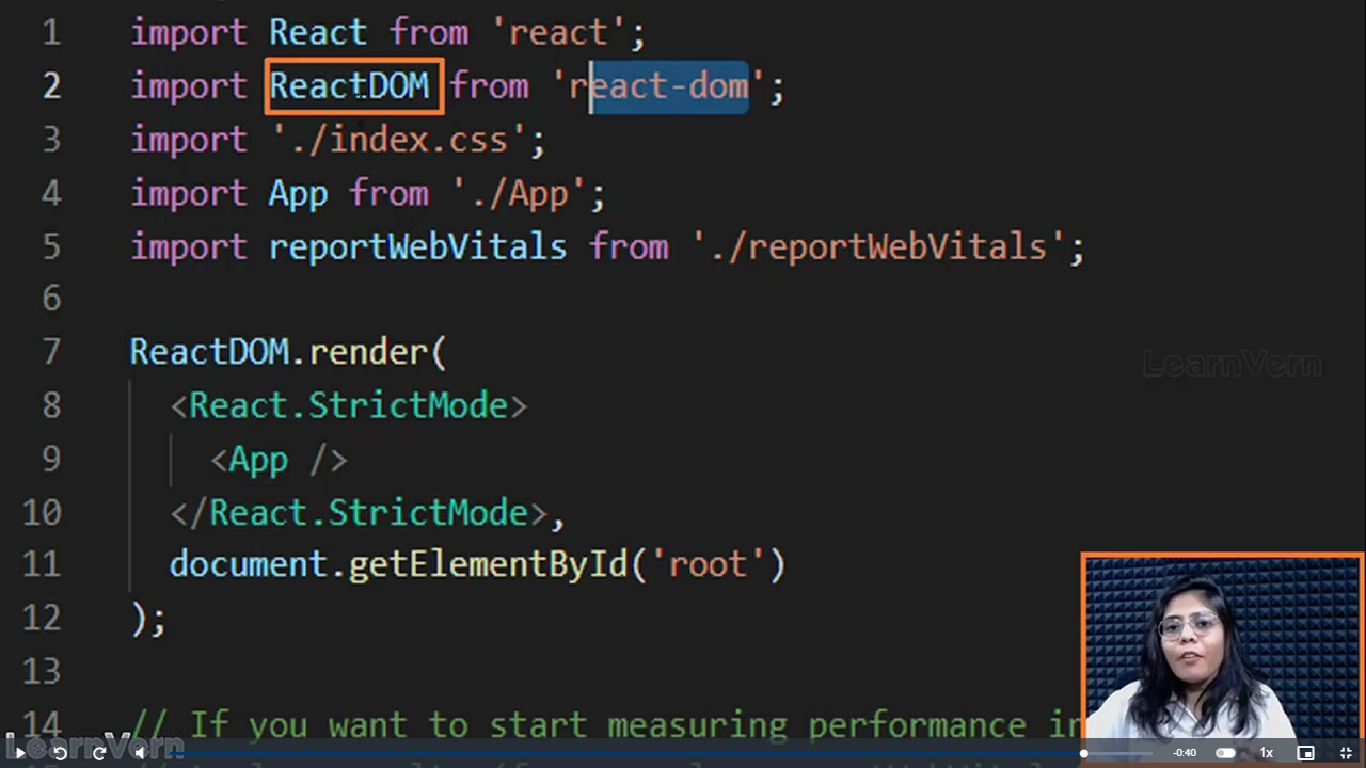 1 import React from 'react';
2 import ReactDOM from 'react-dom';
3 import './index.css';
4 import App from './App';
5 import reportWebVitals from './reportWebVitals';
6
7 ReactDOM.render(
LearnVern
8 <React.StrictMode>
9 <App />
10 </React.StrictMode>,
11 document.getElementById('root')
12 );
13
14 // If you want to start measuring performance in
LearnVern
-0:40 1x